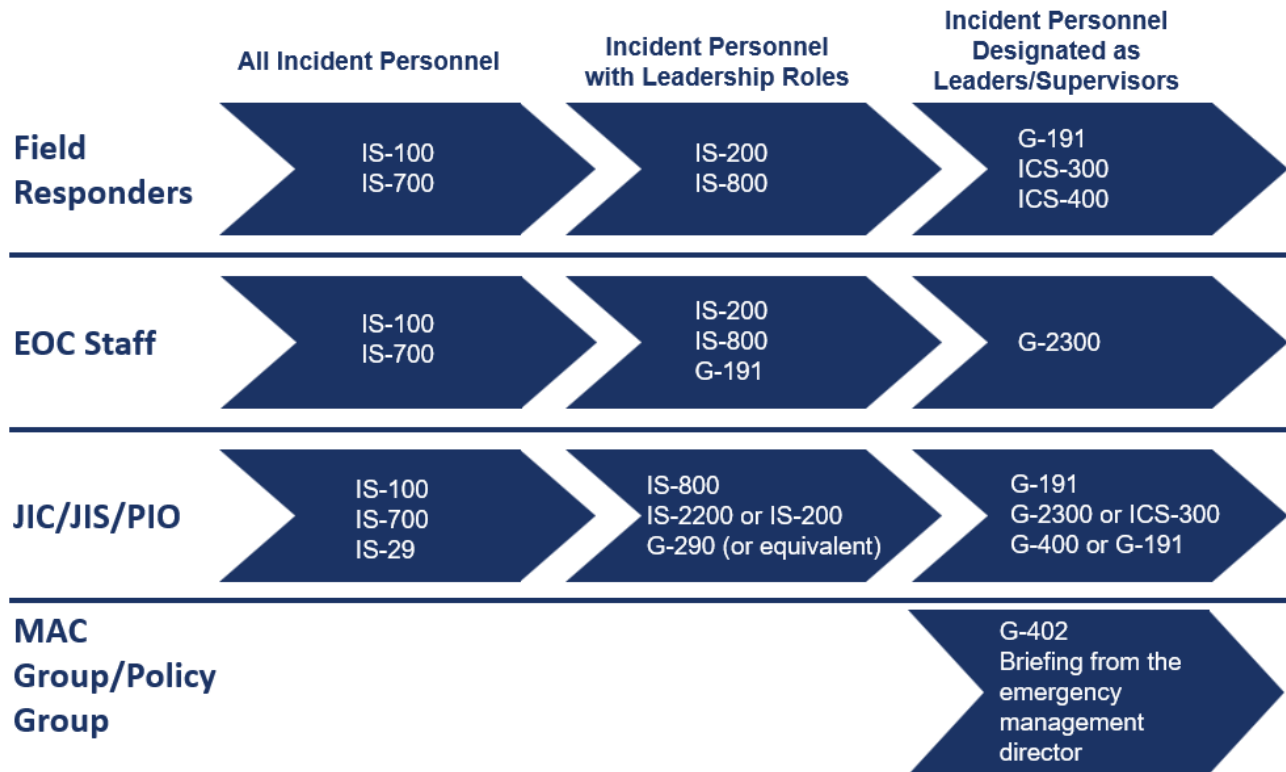 All Incident Personnel
Incident Personnel
with Leadership Roles
Incident Personnel
Designated as
Leaders/Supervisors
Field
Responders
IS-100
IS-700
IS-200
IS-800
G-191
ICS-300
ICS-400
EOC Staff
IS-100
IS-700
IS-200
IS-800
G-191
G-2300
JIC/JIS/PIO
IS-100
IS-700
IS-29
IS-800
IS-2200 or IS-200
G-290 (or equivalent)
G-191
G-2300 or ICS-300
G-400 or G-191
MAC
Group/Policy
Group
G-402
Briefing from the
emergency
management
director